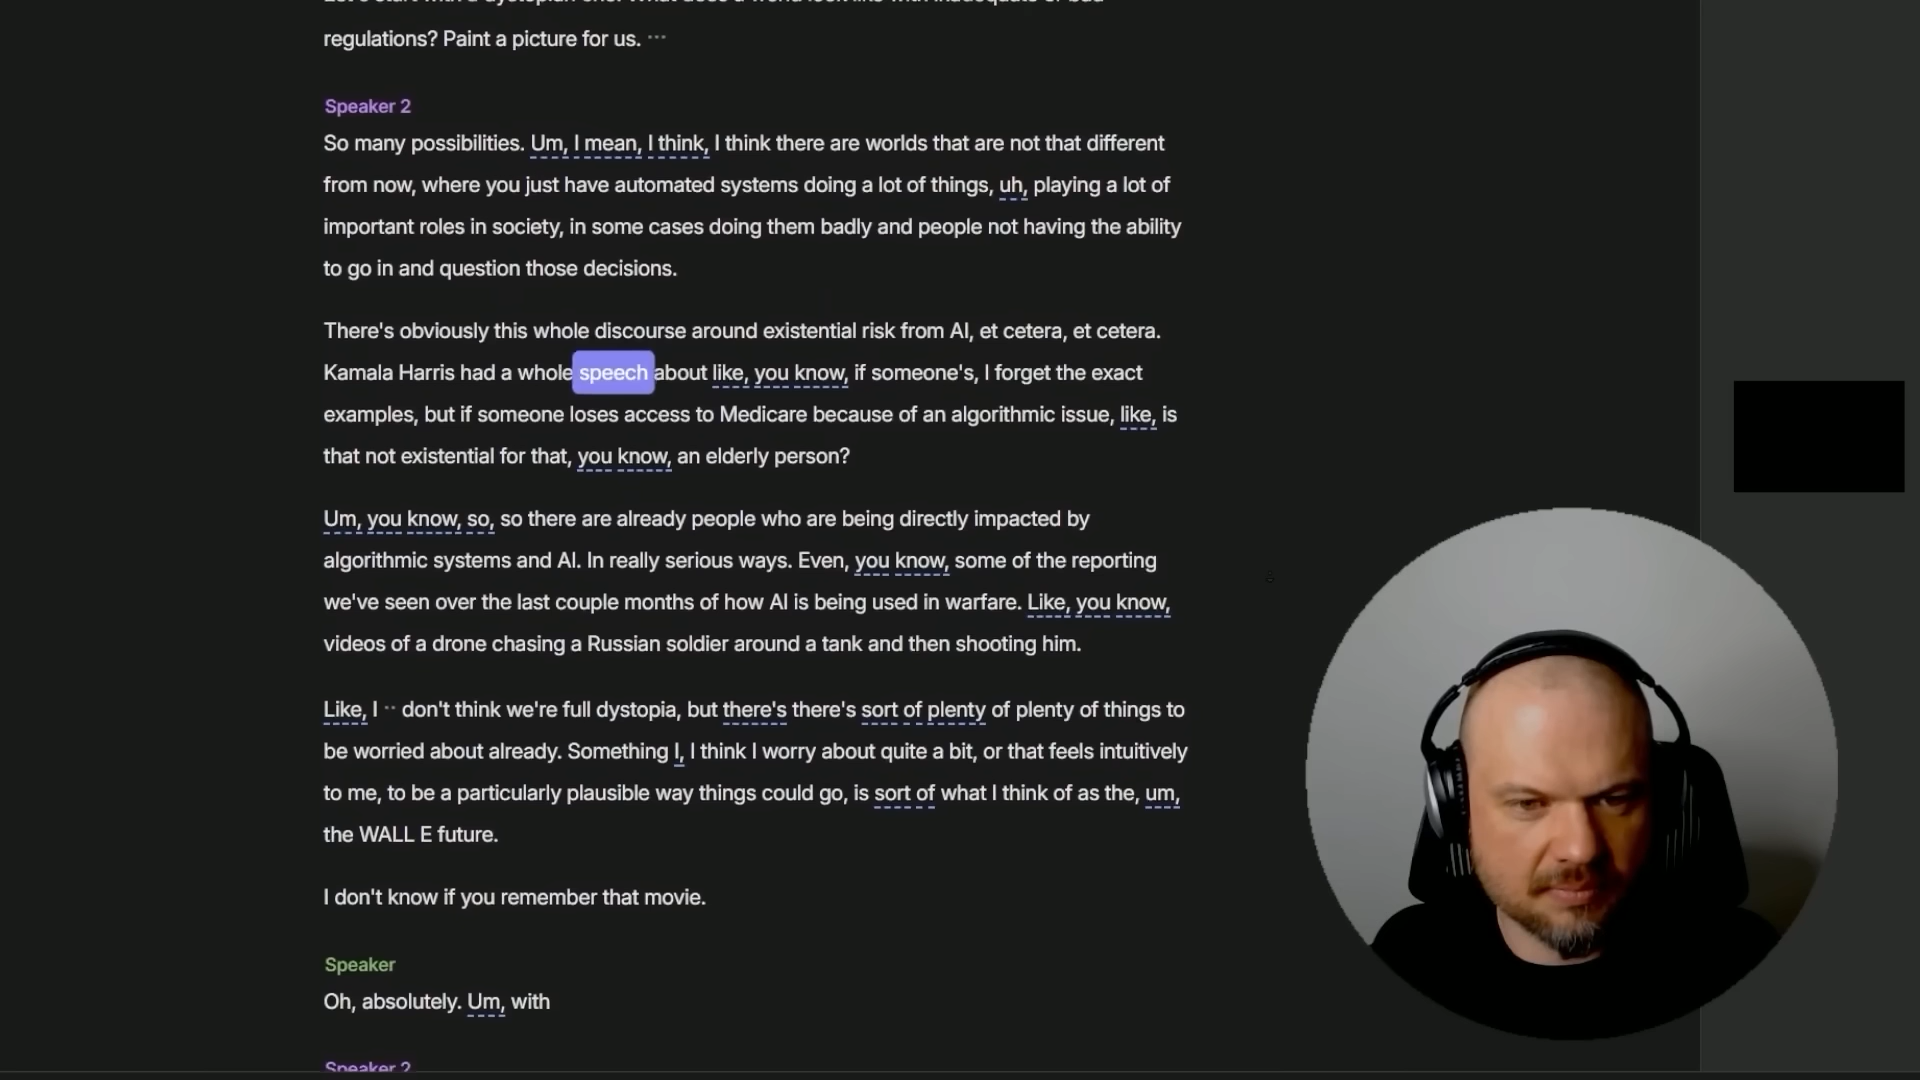 regulations? Paint a picture for us. ···
Speaker 2
So many possibilities. Um, I mean, I think, I think there are worlds that are not that different
from now, where you just have automated systems doing a lot of things, uh, playing a lot of
important roles in society, in some cases doing them badly and people not having the ability
to go in and question those decisions.
There's obviously this whole discourse around existential risk from AI, et cetera, et cetera.
Kamala Harris had a whole speech about like, you know, if someone's, I forget the exact
examples, but if someone loses access to Medicare because of an algorithmic issue, like, is
that not existential for that, you know, an elderly person?
Um, you know, so, so there are already people who are being directly impacted by
algorithmic systems and AI. In really serious ways. Even, you know, some of the reporting
we've seen over the last couple months of how AI is being used in warfare. Like, you know,
videos of a drone chasing a Russian soldier around a tank and then shooting him.
Like, I ·· don't think we're full dystopia, but there's there's sort of plenty of plenty of things to
be worried about already. Something I, I think I worry about quite a bit, or that feels intuitively
to me, to be a particularly plausible way things could go, is sort of what I think of as the, um,
the WALL E future.
I don't know if you remember that movie.
Speaker
Oh, absolutely. Um, with
Speaker 2